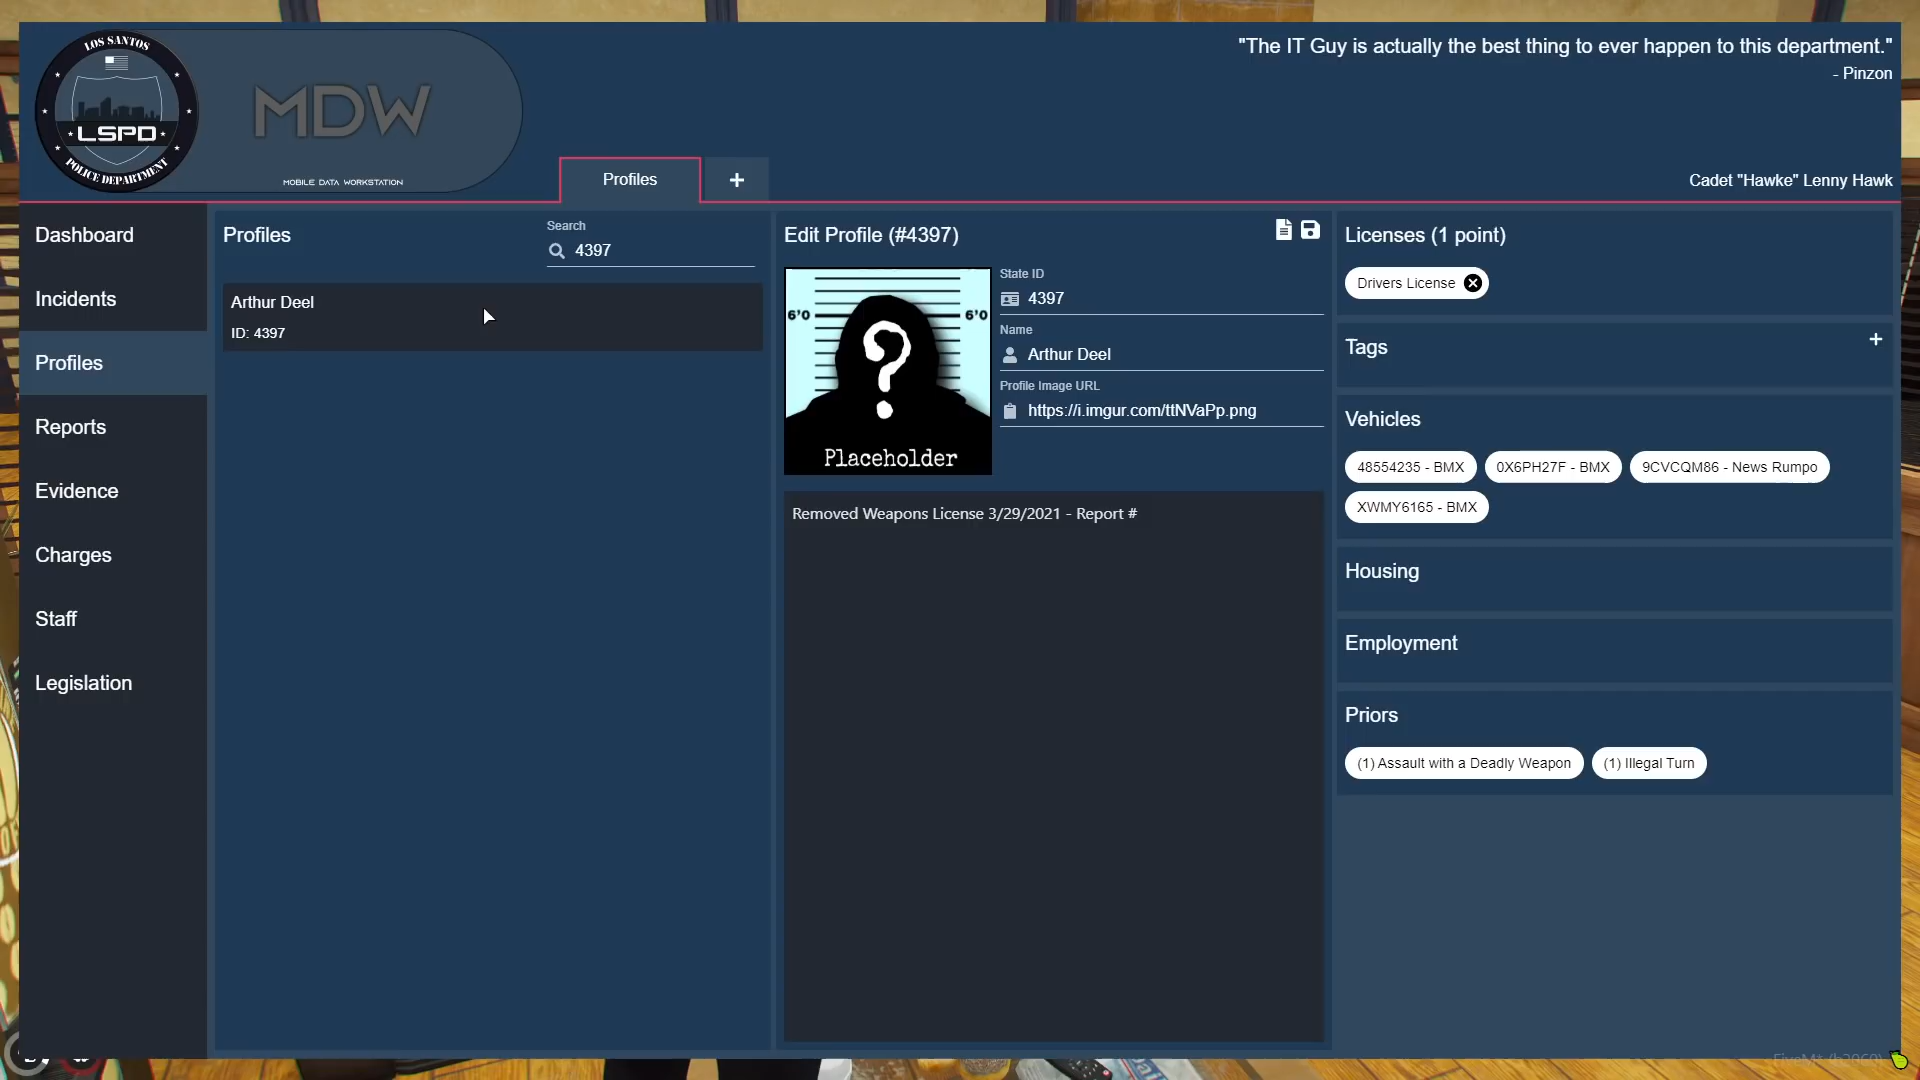 "The IT Guy is actually the best thing to ever happen to this department."
- Pinzon
LOS SANTOS
LSPD
POLICE DEPARTMENT
MDW
MOBILE DATA WORKSTATION
Profiles
+
Cadet "Hawke" Lenny Hawk
Dashboard
Incidents
Profiles
Reports
Evidence
Charges
Staff
Legislation
Profiles
Search
4397
Arthur Deel
ID: 4397
Edit Profile (#4397)
6'0 6'0
Placeholder
State ID
4397
Name
Arthur Deel
Profile Image URL
https://i.imgur.com/ttNVaPp.png
Removed Weapons License 3/29/2021 - Report #
Licenses (1 point)
Drivers License
Tags
+
Vehicles
48554235 - BMX 0X6PH27F - BMX 9CVCQM86 - News Rumpo
XWMY6165 - BMX
Housing
Employment
Priors
(1) Assault with a Deadly Weapon (1) Illegal Turn